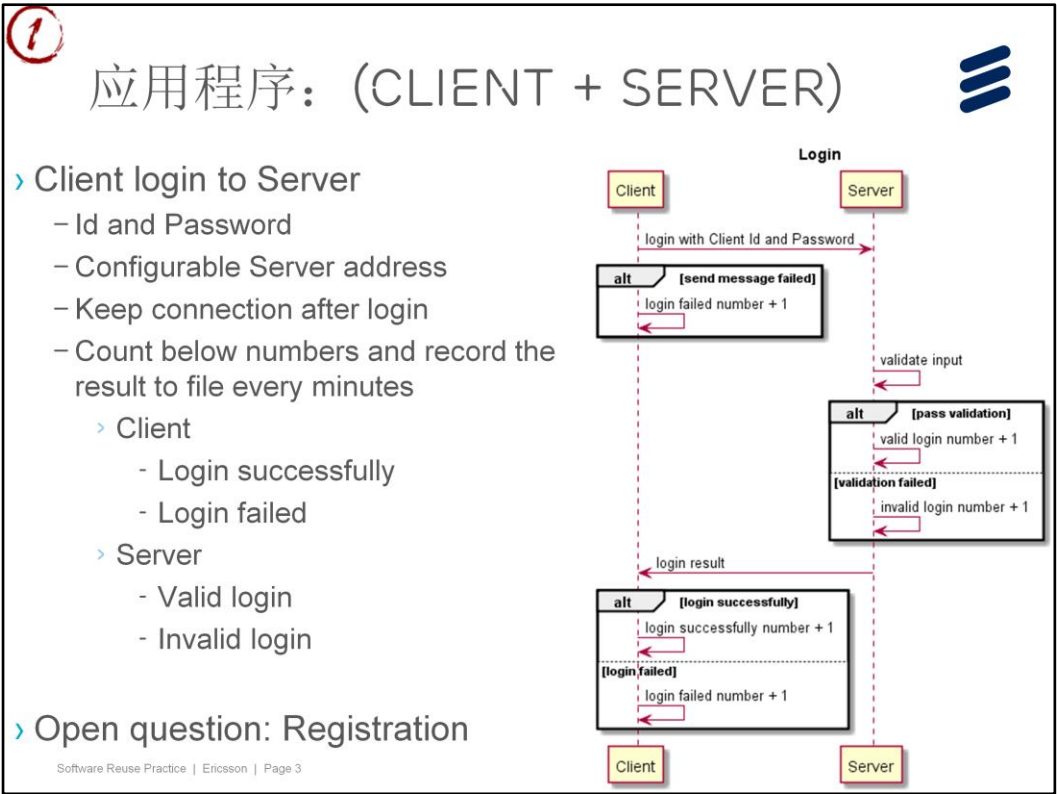 1
应用程序：(CLIENT + SERVER)
› Client login to Server
– Id and Password
– Configurable Server address
– Keep connection after login
– Count below numbers and record the
result to file every minutes
› Client
- Login successfully
- Login failed
› Server
- Valid login
- Invalid login
› Open question: Registration
Software Reuse Practice | Ericsson | Page 3
Login
Client
Server
login with Client Id and Password
alt
[send message failed]
login failed number + 1
validate input
alt
[pass validation]
valid login number + 1
[validation failed]
invalid login number + 1
login result
alt
[login successfully]
login successfully number + 1
[login failed]
login failed number + 1
Client
Server